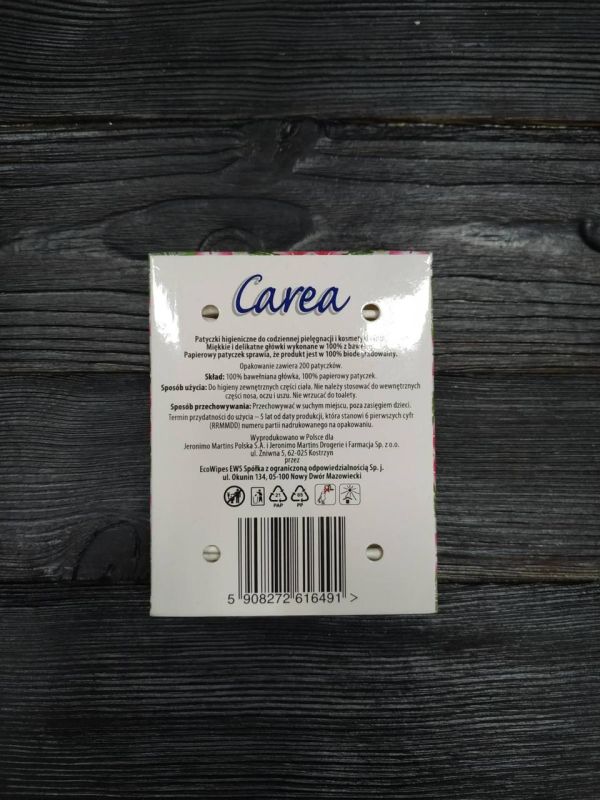 Carea
Patyczki higieniczne do codziennej pielęgnacji i kosmetyki
Miękkie i delikatne główki wykonane w 100% z
Papierowy patyczek sprawia, że produkt jest w 100% biodegradowalny.
Opakowanie zawiera 200 patyczków.
Skład: 100% bawełniana główka, 100% papierowy patyczek.
Sposób użycia: Do higieny zewnętrznych części ciała. Nie należy stosować do wewnętrznych
części nosa, oczu i uszu. Nie wrzucać do toalety.
Sposób przechowywania: Przechowywać w suchym miejscu, poza zasięgiem dzieci.
Termin przydatności do użycia – 5 lat od daty produkcji, która stanowi 6 pierwszych cyfr
(RRMMDD) numeru partii nadrukowanego na opakowaniu.
Wyprodukowano w Polsce dla
Jeronimo Martins Polska S.A. i Jeronimo Martins Drogerie i Farmacja Sp. z o.o.
ul. Żniwna 5, 62-025 Kostrzyn
przez
EcoWipes EWS Spółka z ograniczoną odpowiedzialnością Sp. j.
ul. Okunin 134, 05-100 Nowy Dwór Mazowiecki
21 PAP
05 PP
5 908272 616491 >